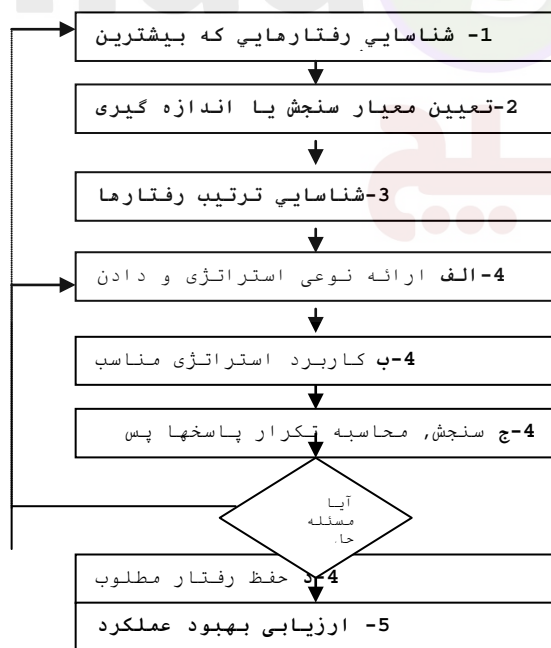 1- شناسايي رفتارهايي که بيشترين
2-تعيين معيار سنجش يا اندازه گيری
3-شناسايي ترتيب رفتارها
4-الف ارائه نوعی استراتژی و دادن
4-ب کاربرد استراتژی مناسب
4-ج سنجش, محاسبه تکرار پاسخها پس
آيا
مسئله
4-د حفظ رفتار مطلوب
5- ارزيابی بهبود عملکرد